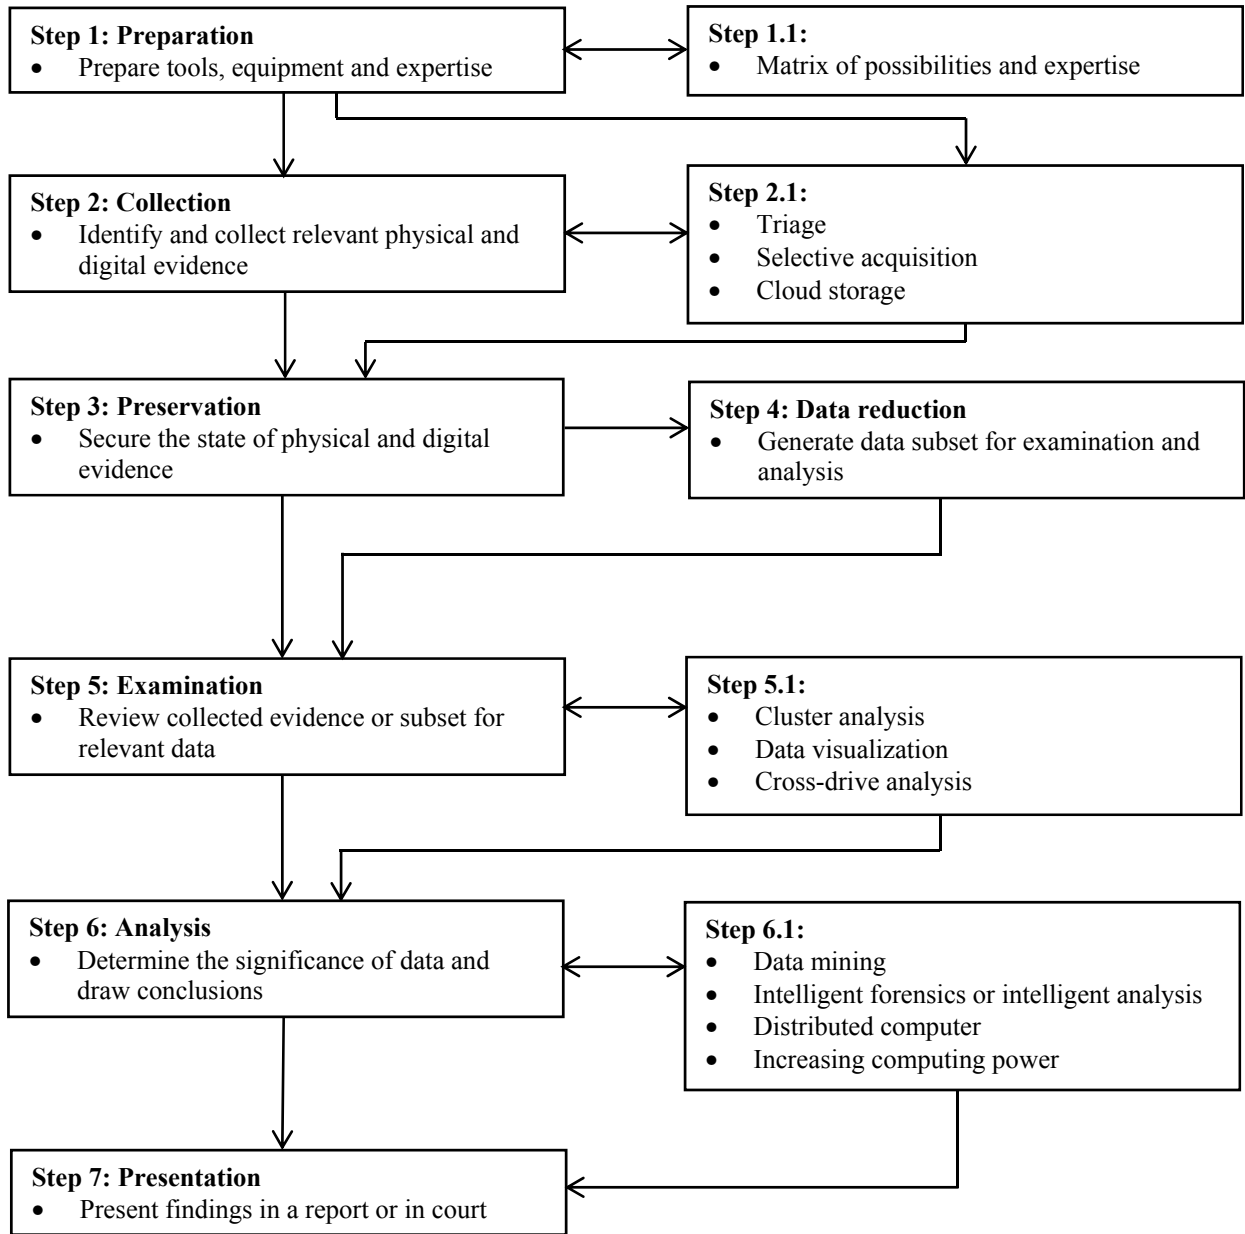 Step 1: Preparation
• Prepare tools, equipment and expertise
Step 1.1:
• Matrix of possibilities and expertise
Step 2: Collection
• Identify and collect relevant physical and
digital evidence
Step 2.1:
• Triage
• Selective acquisition
• Cloud storage
Step 3: Preservation
• Secure the state of physical and digital
evidence
Step 4: Data reduction
• Generate data subset for examination and
analysis
Step 5: Examination
• Review collected evidence or subset for
relevant data
Step 5.1:
• Cluster analysis
• Data visualization
• Cross-drive analysis
Step 6: Analysis
• Determine the significance of data and
draw conclusions
Step 6.1:
• Data mining
• Intelligent forensics or intelligent analysis
• Distributed computer
• Increasing computing power
Step 7: Presentation
• Present findings in a report or in court